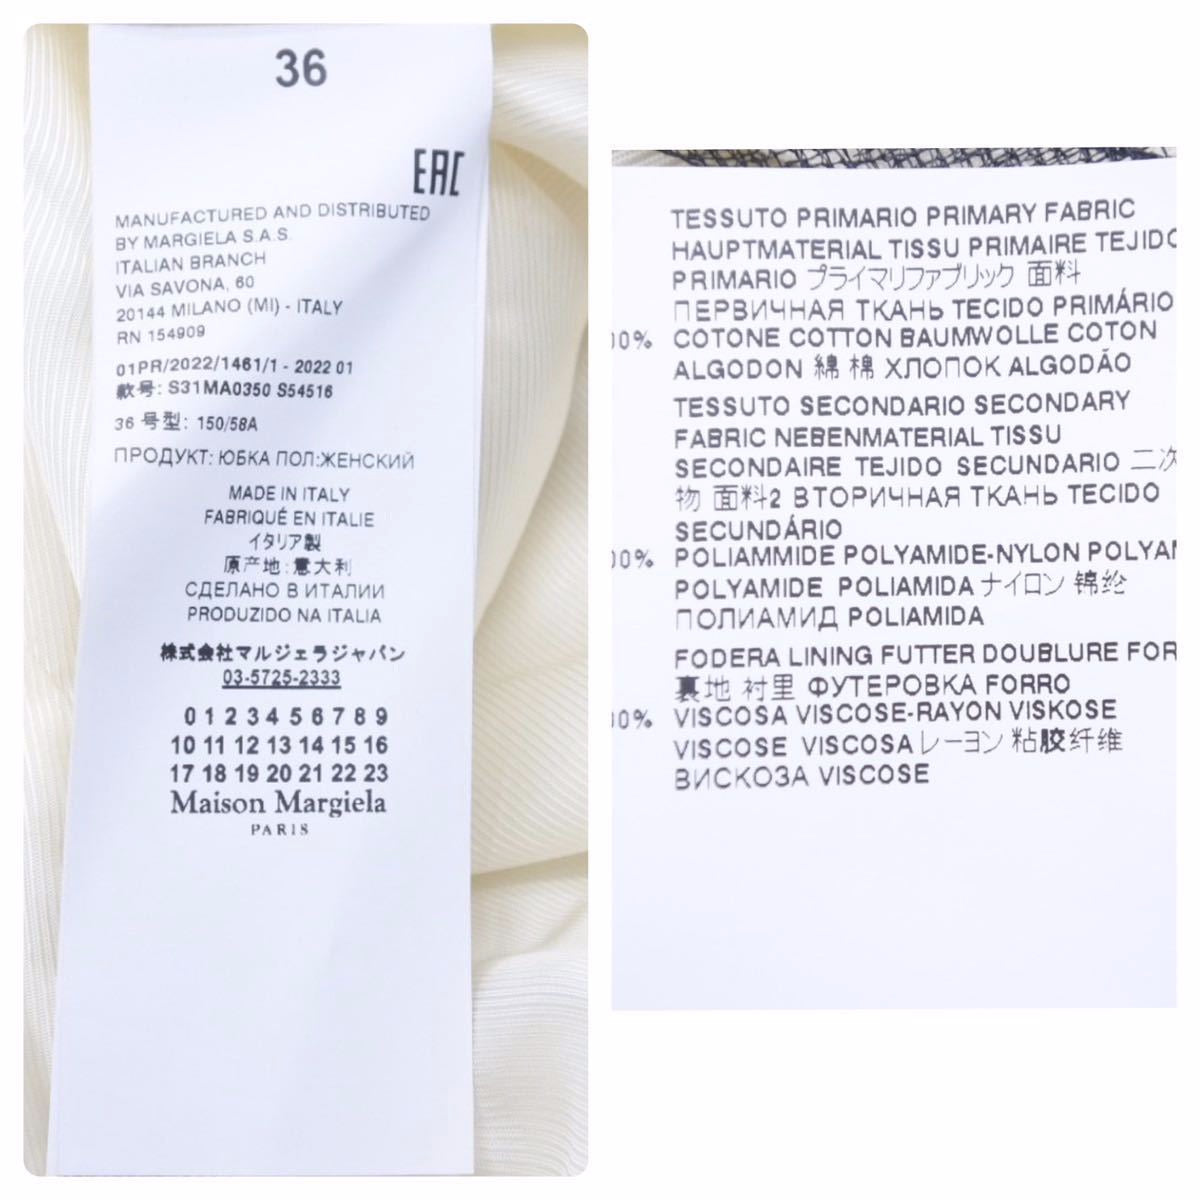 36
EAC
MANUFACTURED AND DISTRIBUTED
BY MARGIELA S.A.S.
ITALIAN BRANCH
VIA SAVONA, 60
20144 MILANO (MI) - ITALY
RN 154909
01PR/2022/1461/1 - 2022 01
款号: S31MA0350 S54516
36 号型: 150/58A
ПРОДУКТ: ЮБКА ПОЛ:ЖЕНСКИЙ
MADE IN ITALY
FABRIQUÉ EN ITALIE
イタリア製
原产地: 意大利
СДЕЛАНО В ИТАЛИИ
PRODUZIDO NA ITALIA
株式会社マルジェラジャパン
03-5725-2333
0 1 2 3 4 5 6 7 8 9
10 11 12 13 14 15 16
17 18 19 20 21 22 23
Maison Margiela
PARIS
TESSUTO PRIMARIO PRIMARY FABRIC
HAUPTMATERIAL TISSU PRIMAIRE TEJIDO
PRIMARIO プライマリファブリック 面料
ПЕРВИЧНАЯ ТКАНЬ TECIDO PRIMÁRIO
00% COTONE COTTON BAUMWOLLE COTON
ALGODON 綿 棉 ХЛОПОК ALGODÃO
TESSUTO SECONDARIO SECONDARY
FABRIC NEBENMATERIAL TISSU
SECONDAIRE TEJIDO SECUNDARIO 二次
物 面料2 ВТОРИЧНАЯ ТКАНЬ TECIDO
SECUNDÁRIO
00% POLIAMMIDE POLYAMIDE-NYLON POLYA
POLYAMIDE POLIAMIDA ナイロン 锦纶
ПОЛИАМИД POLIAMIDA
FODERA LINING FUTTER DOUBLURE FOR
裏地 衬里 ФУТЕРОВКА FORRO
00% VISCOSA VISCOSE-RAYON VISKOSE
VISCOSE VISCOSA レーヨン 粘胶纤维
ВИСКОЗА VISCOSE